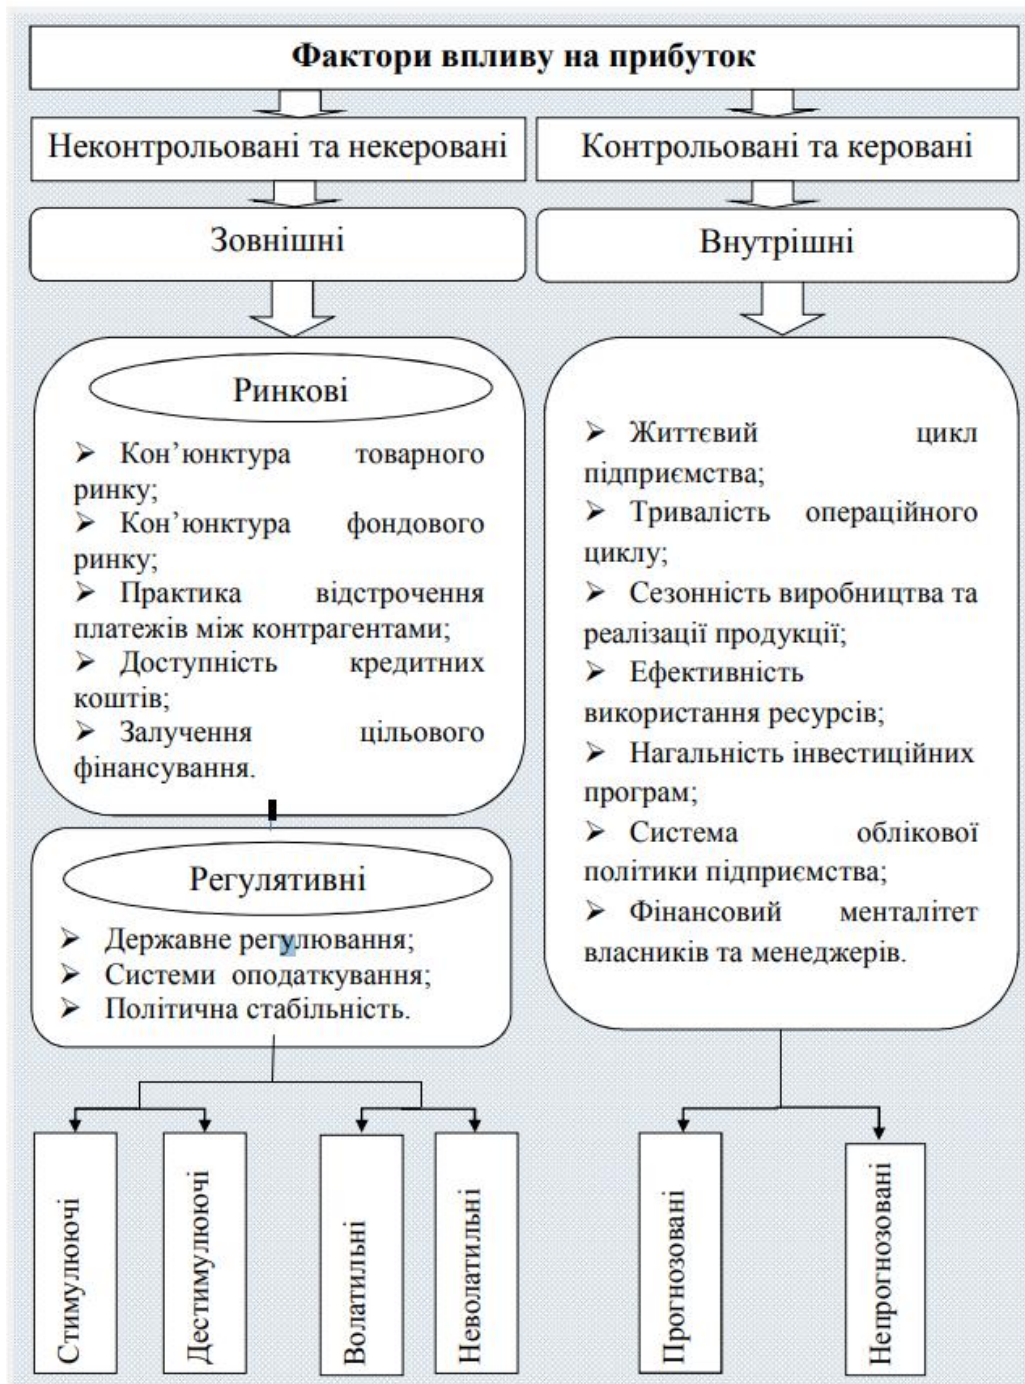 Фактори впливу на прибуток
Неконтрольовані та некеровані
Контрольовані та керовані
Зовнішні
Внутрішні
Ринкові
➢ Кон’юнктура товарного
ринку;
➢ Кон’юнктура фондового
ринку;
➢ Практика відстрочення
платежів між контрагентами;
➢ Доступність кредитних
коштів;
➢ Залучення цільового
фінансування.
Регулятивні
➢ Державне регулювання;
➢ Системи оподаткування;
➢ Політична стабільність.
➢ Життєвий цикл
підприємства;
➢ Тривалість операційного
циклу;
➢ Сезонність виробництва та
реалізації продукції;
➢ Ефективність
використання ресурсів;
➢ Нагальність інвестиційних
програм;
➢ Система облікової
політики підприємства;
➢ Фінансовий менталітет
власників та менеджерів.
Стимулюючі
Дестимулюючі
Волатильні
Неволатильні
Прогнозовані
Непрогнозовані